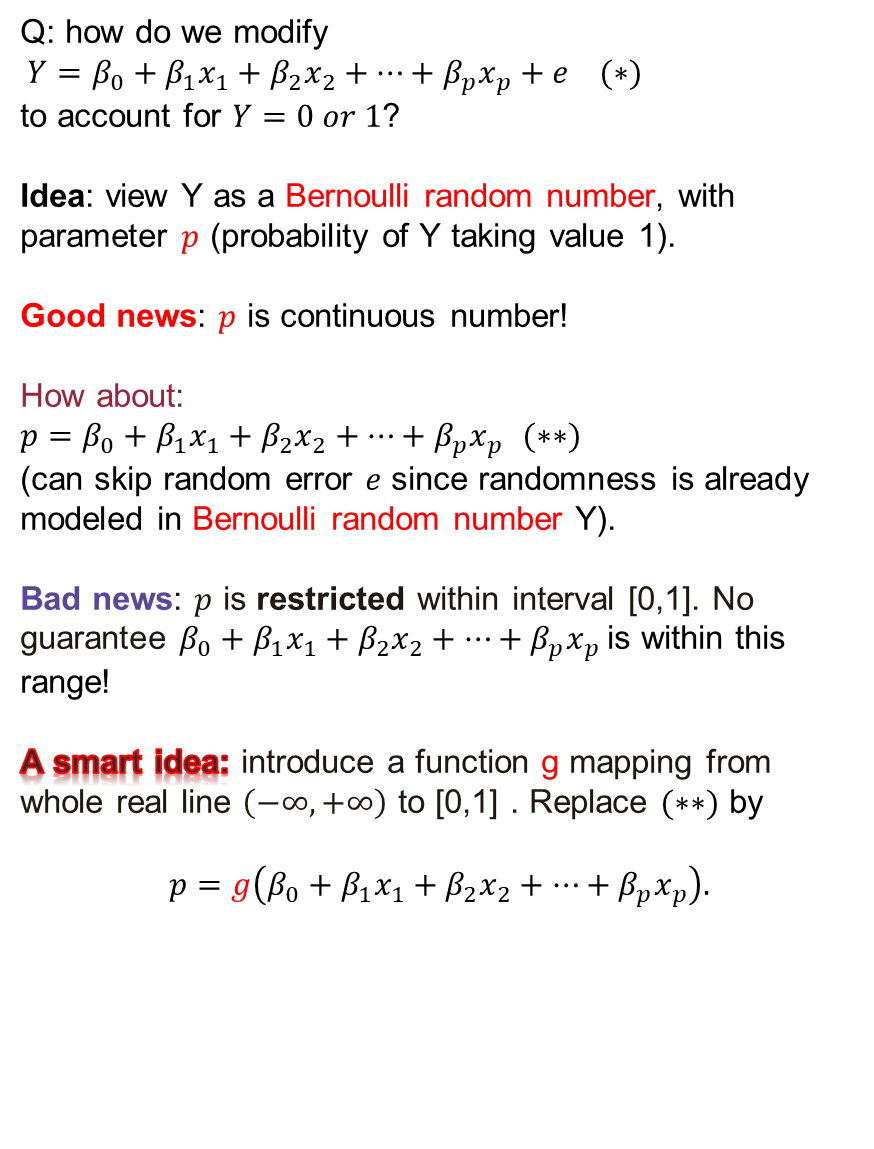 Q: how do we modify
Y = β₀ + β₁x₁ + β₂x₂ + ⋯ + βₚxₚ + e (∗)
to account for Y = 0 or 1?
Idea: view Y as a Bernoulli random number, with
parameter p (probability of Y taking value 1).
Good news: p is continuous number!
How about:
p = β₀ + β₁x₁ + β₂x₂ + ⋯ + βₚxₚ (∗∗)
(can skip random error e since randomness is already
modeled in Bernoulli random number Y).
Bad news: p is restricted within interval [0,1]. No
guarantee β₀ + β₁x₁ + β₂x₂ + ⋯ + βₚxₚ is within this
range!
A smart idea: introduce a function g mapping from
whole real line (−∞, +∞) to [0,1] . Replace (∗∗) by
p = g(β₀ + β₁x₁ + β₂x₂ + ⋯ + βₚxₚ).